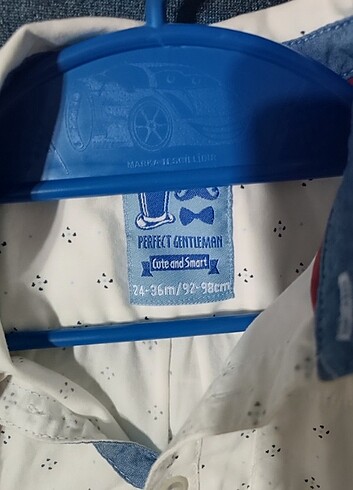 PERFECT GENTLEMAN
Cute and Smart
24-36m/92-98cm